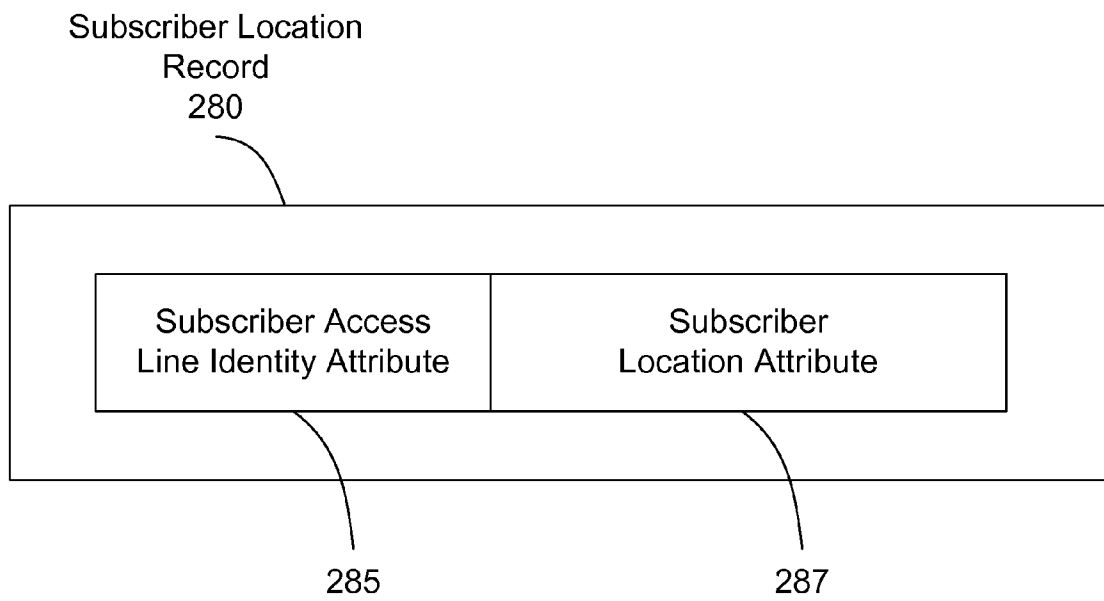 Subscriber Location
Record
280
Subscriber Access
Line Identity Attribute
Subscriber
Location Attribute
285
287